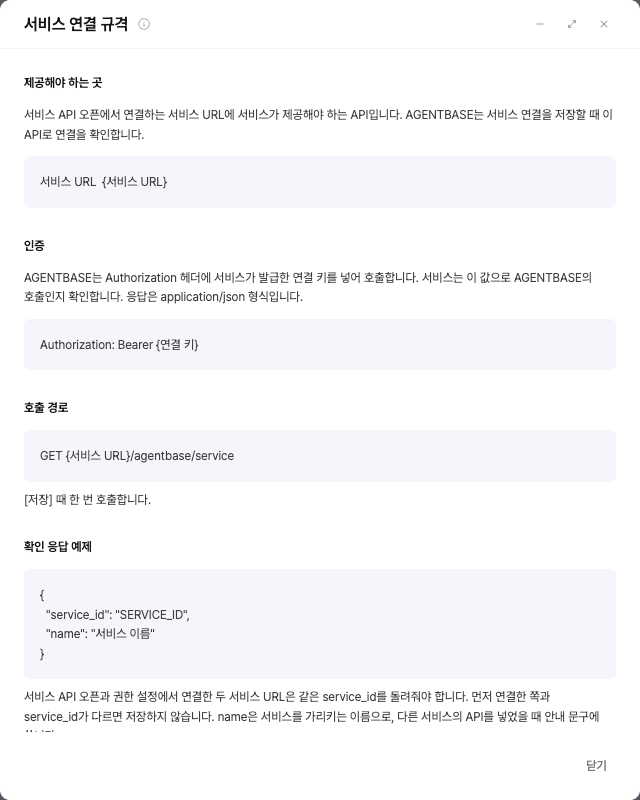 서비스 연결 규격
제공해야 하는 곳
서비스 API 오픈에서 연결하는 서비스 URL에 서비스가 제공해야 하는 API입니다. AGENTBASE는 서비스 연결을 저장할 때 이
API로 연결을 확인합니다.
서비스 URL {서비스 URL}
인증
AGENTBASE는 Authorization 헤더에 서비스가 발급한 연결 키를 넣어 호출합니다. 서비스는 이 값으로 AGENTBASE의
호출인지 확인합니다. 응답은 application/json 형식입니다.
Authorization: Bearer {연결 키}
호출 경로
GET {서비스 URL}/agentbase/service
[저장] 때 한 번 호출합니다.
확인 응답 예제
{
"service_id": "SERVICE_ID",
"name": "서비스 이름"
}
서비스 API 오픈과 권한 설정에서 연결한 두 서비스 URL은 같은 service_id를 돌려줘야 합니다. 먼저 연결한 쪽과
service_id가 다르면 저장하지 않습니다. name은 서비스를 가리키는 이름으로, 다른 서비스의 API를 넣었을 때 안내 문구에
닫기